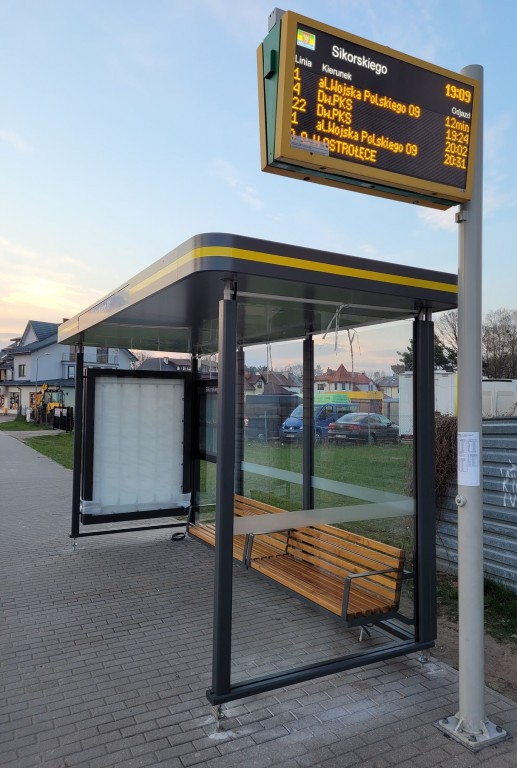 Sikorskiego 19:09
Linia Kierunek Odjazd
1 al.Wojska Polskiego 09 12min
4 Dw.PKS 19:24
22 Dw.PKS 20:02
1 al.Wojska Polskiego 09 20:31
W OSTROŁĘCE